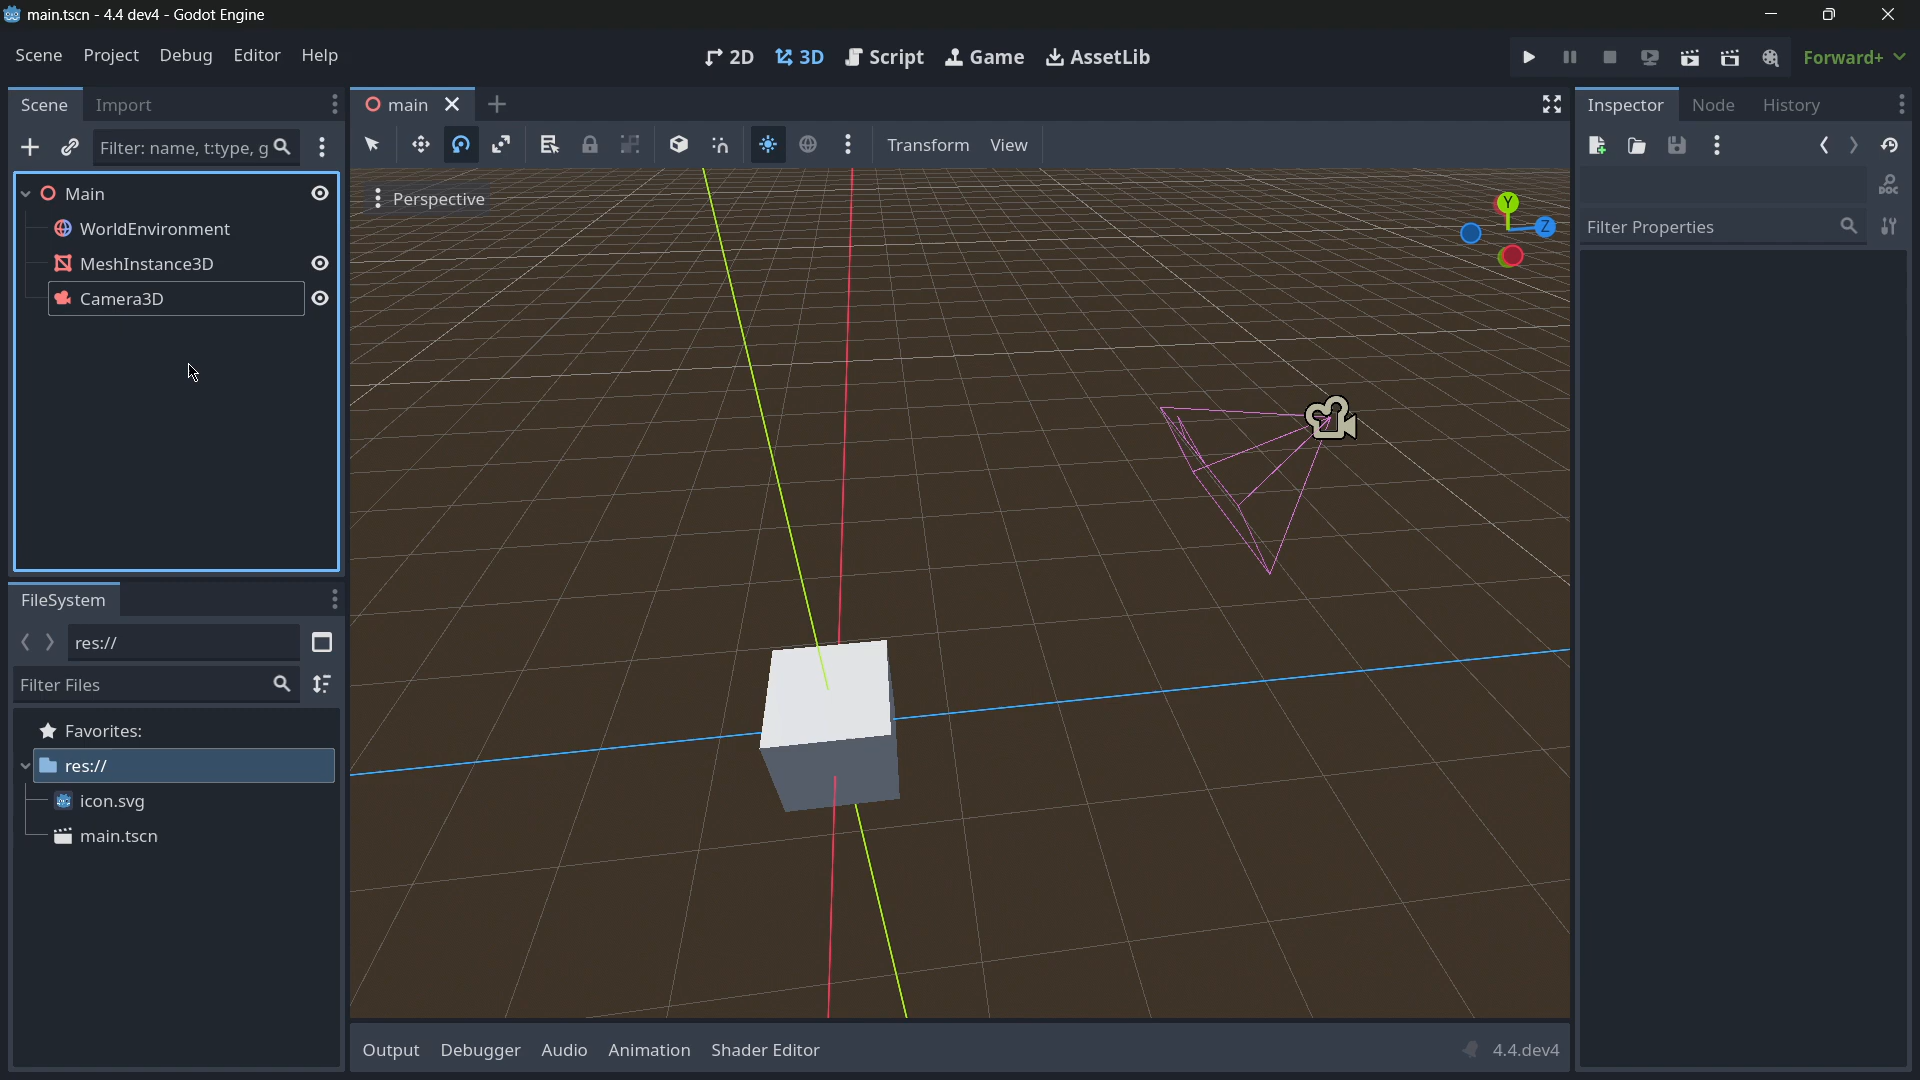 main.tscn - 4.4 dev4 - Godot Engine
Scene Project Debug Editor Help
2D 3D Script Game AssetLib
Forward+
Scene Import
Filter: name, t:type, g
Main
WorldEnvironment
MeshInstance3D
Camera3D
FileSystem
res://
Filter Files
Favorites:
res://
icon.svg
main.tscn
main
Transform View
Perspective
Y
Z
Output Debugger Audio Animation Shader Editor
4.4.dev4
Inspector Node History
DOC
Filter Properties